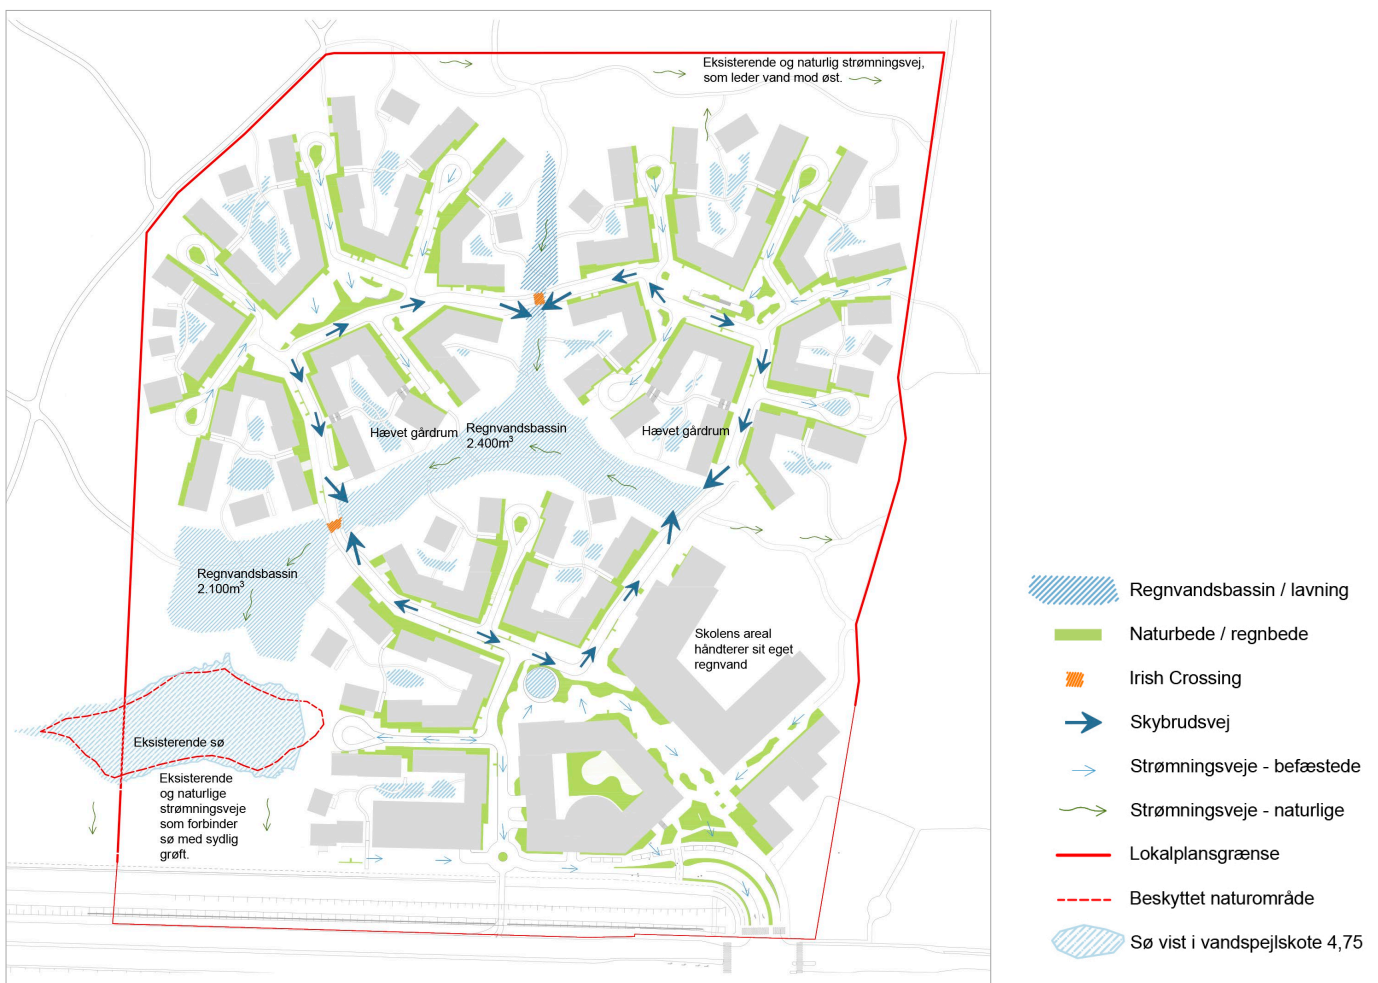 Eksisterende og naturlig strømningsvej,
som leder vand mod øst.
Hævet gårdrum
Regnvandsbassin
2.400m³
Hævet gårdrum
Regnvandsbassin
2.100m³
Skolens areal
håndterer sit eget
regnvand
Eksisterende sø
Eksisterende
og naturlige
strømningsveje
som forbinder
sø med sydlig
grøft.
Regnvandsbassin / lavning
Naturbede / regnbede
Irish Crossing
Skybrudsvej
Strømningsveje - befæstede
Strømningsveje - naturlige
Lokalplansgrænse
Beskyttet naturområde
Sø vist i vandspejlskote 4,75